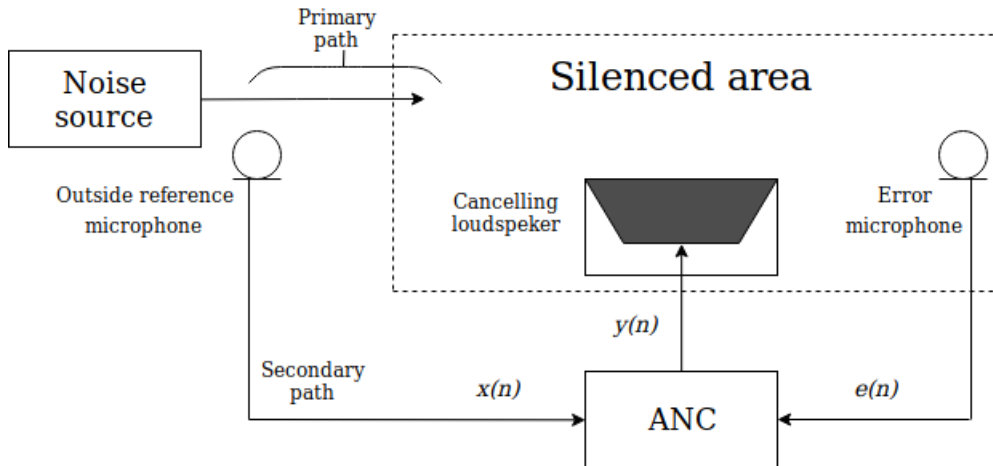 Primary
path
Noise
source
Silenced area
Outside reference
microphone
Cancelling
loudspeker
Error
microphone
y(n)
Secondary
path
x(n)
e(n)
ANC